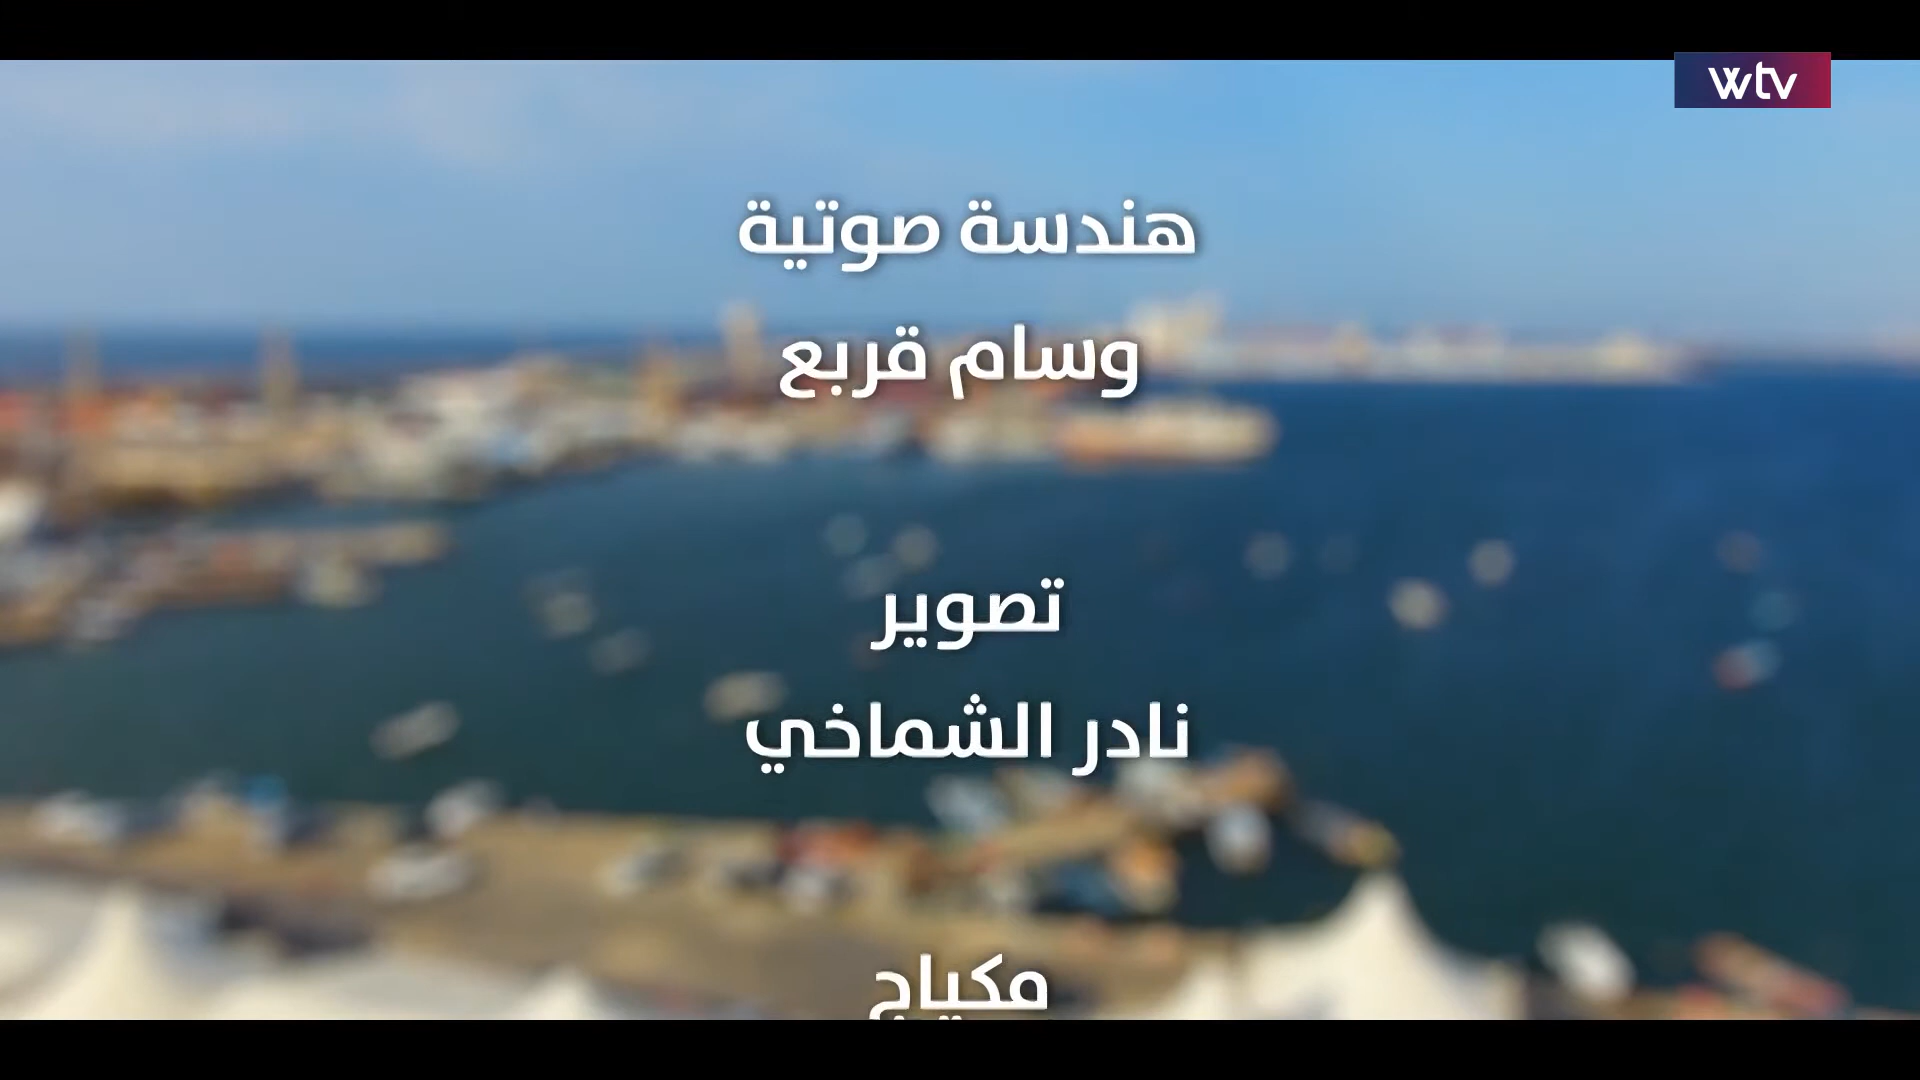 wtv
هندسة صوتية
وسام قربع
تصوير
نادر الشماخي
مكياج